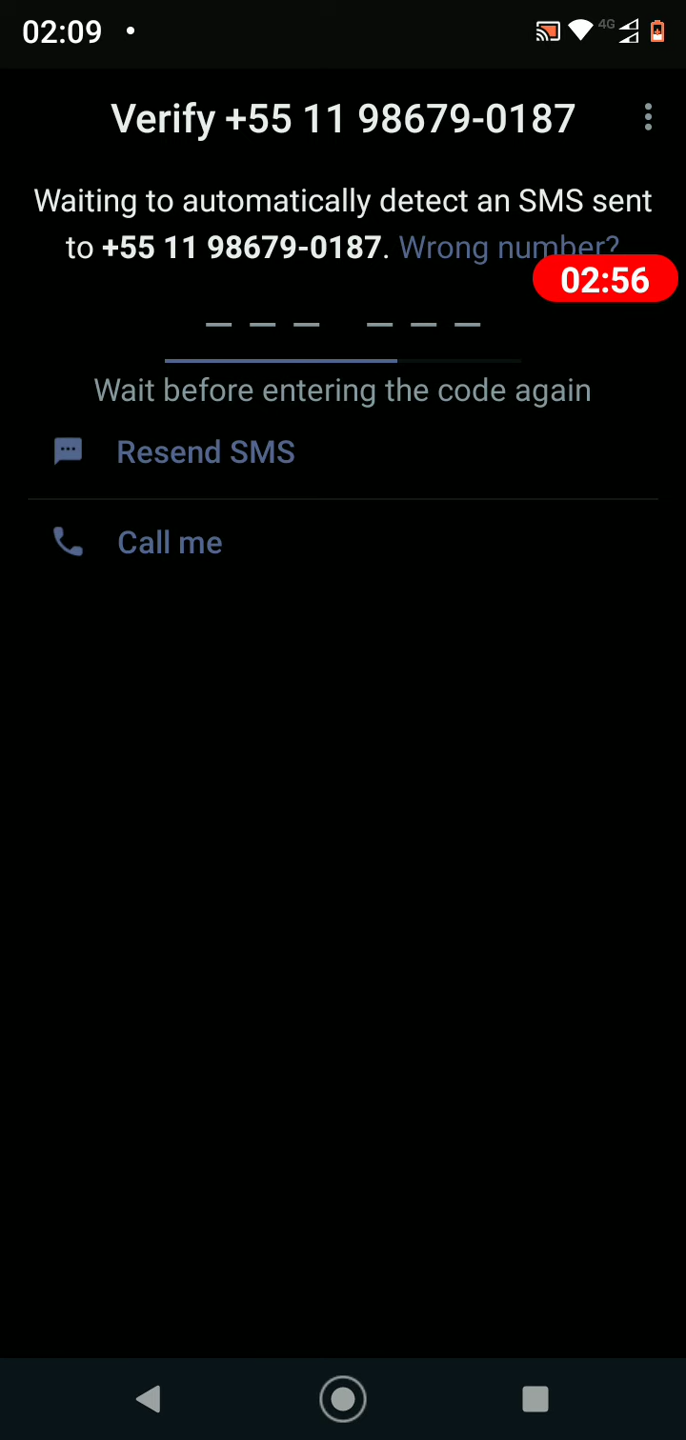 02:09
4G
Verify +55 11 98679-0187
Waiting to automatically detect an SMS sent
to +55 11 98679-0187. Wrong number?
02:56
Wait before entering the code again
Resend SMS
Call me